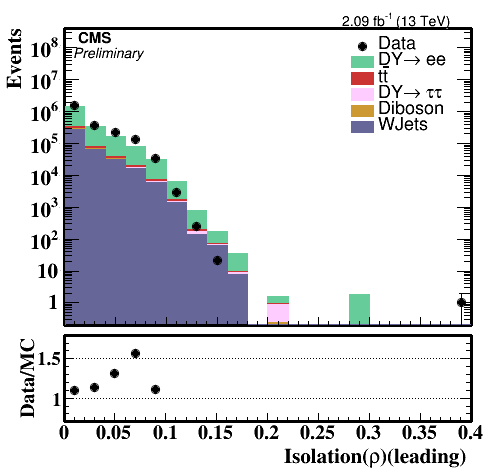 2.09 fb⁻¹ (13 TeV)
CMS
Preliminary
Data
DY→ ee
tt̄
DY→ ττ
Diboson
WJets
Events
10⁸
10⁷
10⁶
10⁵
10⁴
10³
10²
10
1
Data/MC
1.5
1
0 0.05 0.1 0.15 0.2 0.25 0.3 0.35 0.4
Isolation(ρ)(leading)